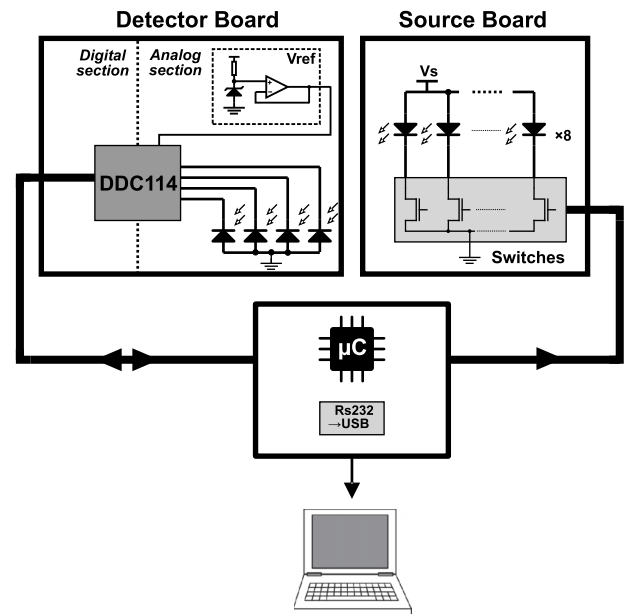 Detector Board
Source Board
Digital section
Analog section
Vref
DDC114
Vs
×8
Switches
µC
Rs232
→USB